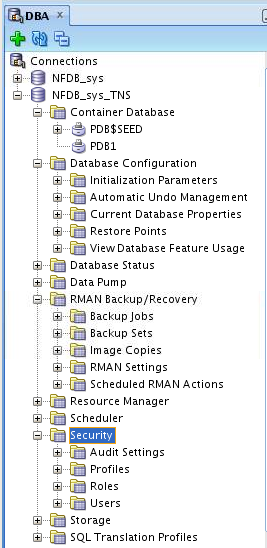 DBA
Connections
NFDB_sys
NFDB_sys_TNS
Container Database
PDB$SEED
PDB1
Database Configuration
Initialization Parameters
Automatic Undo Management
Current Database Properties
Restore Points
View Database Feature Usage
Database Status
Data Pump
RMAN Backup/Recovery
Backup Jobs
Backup Sets
Image Copies
RMAN Settings
Scheduled RMAN Actions
Resource Manager
Scheduler
Security
Audit Settings
Profiles
Roles
Users
Storage
SQL Translation Profiles